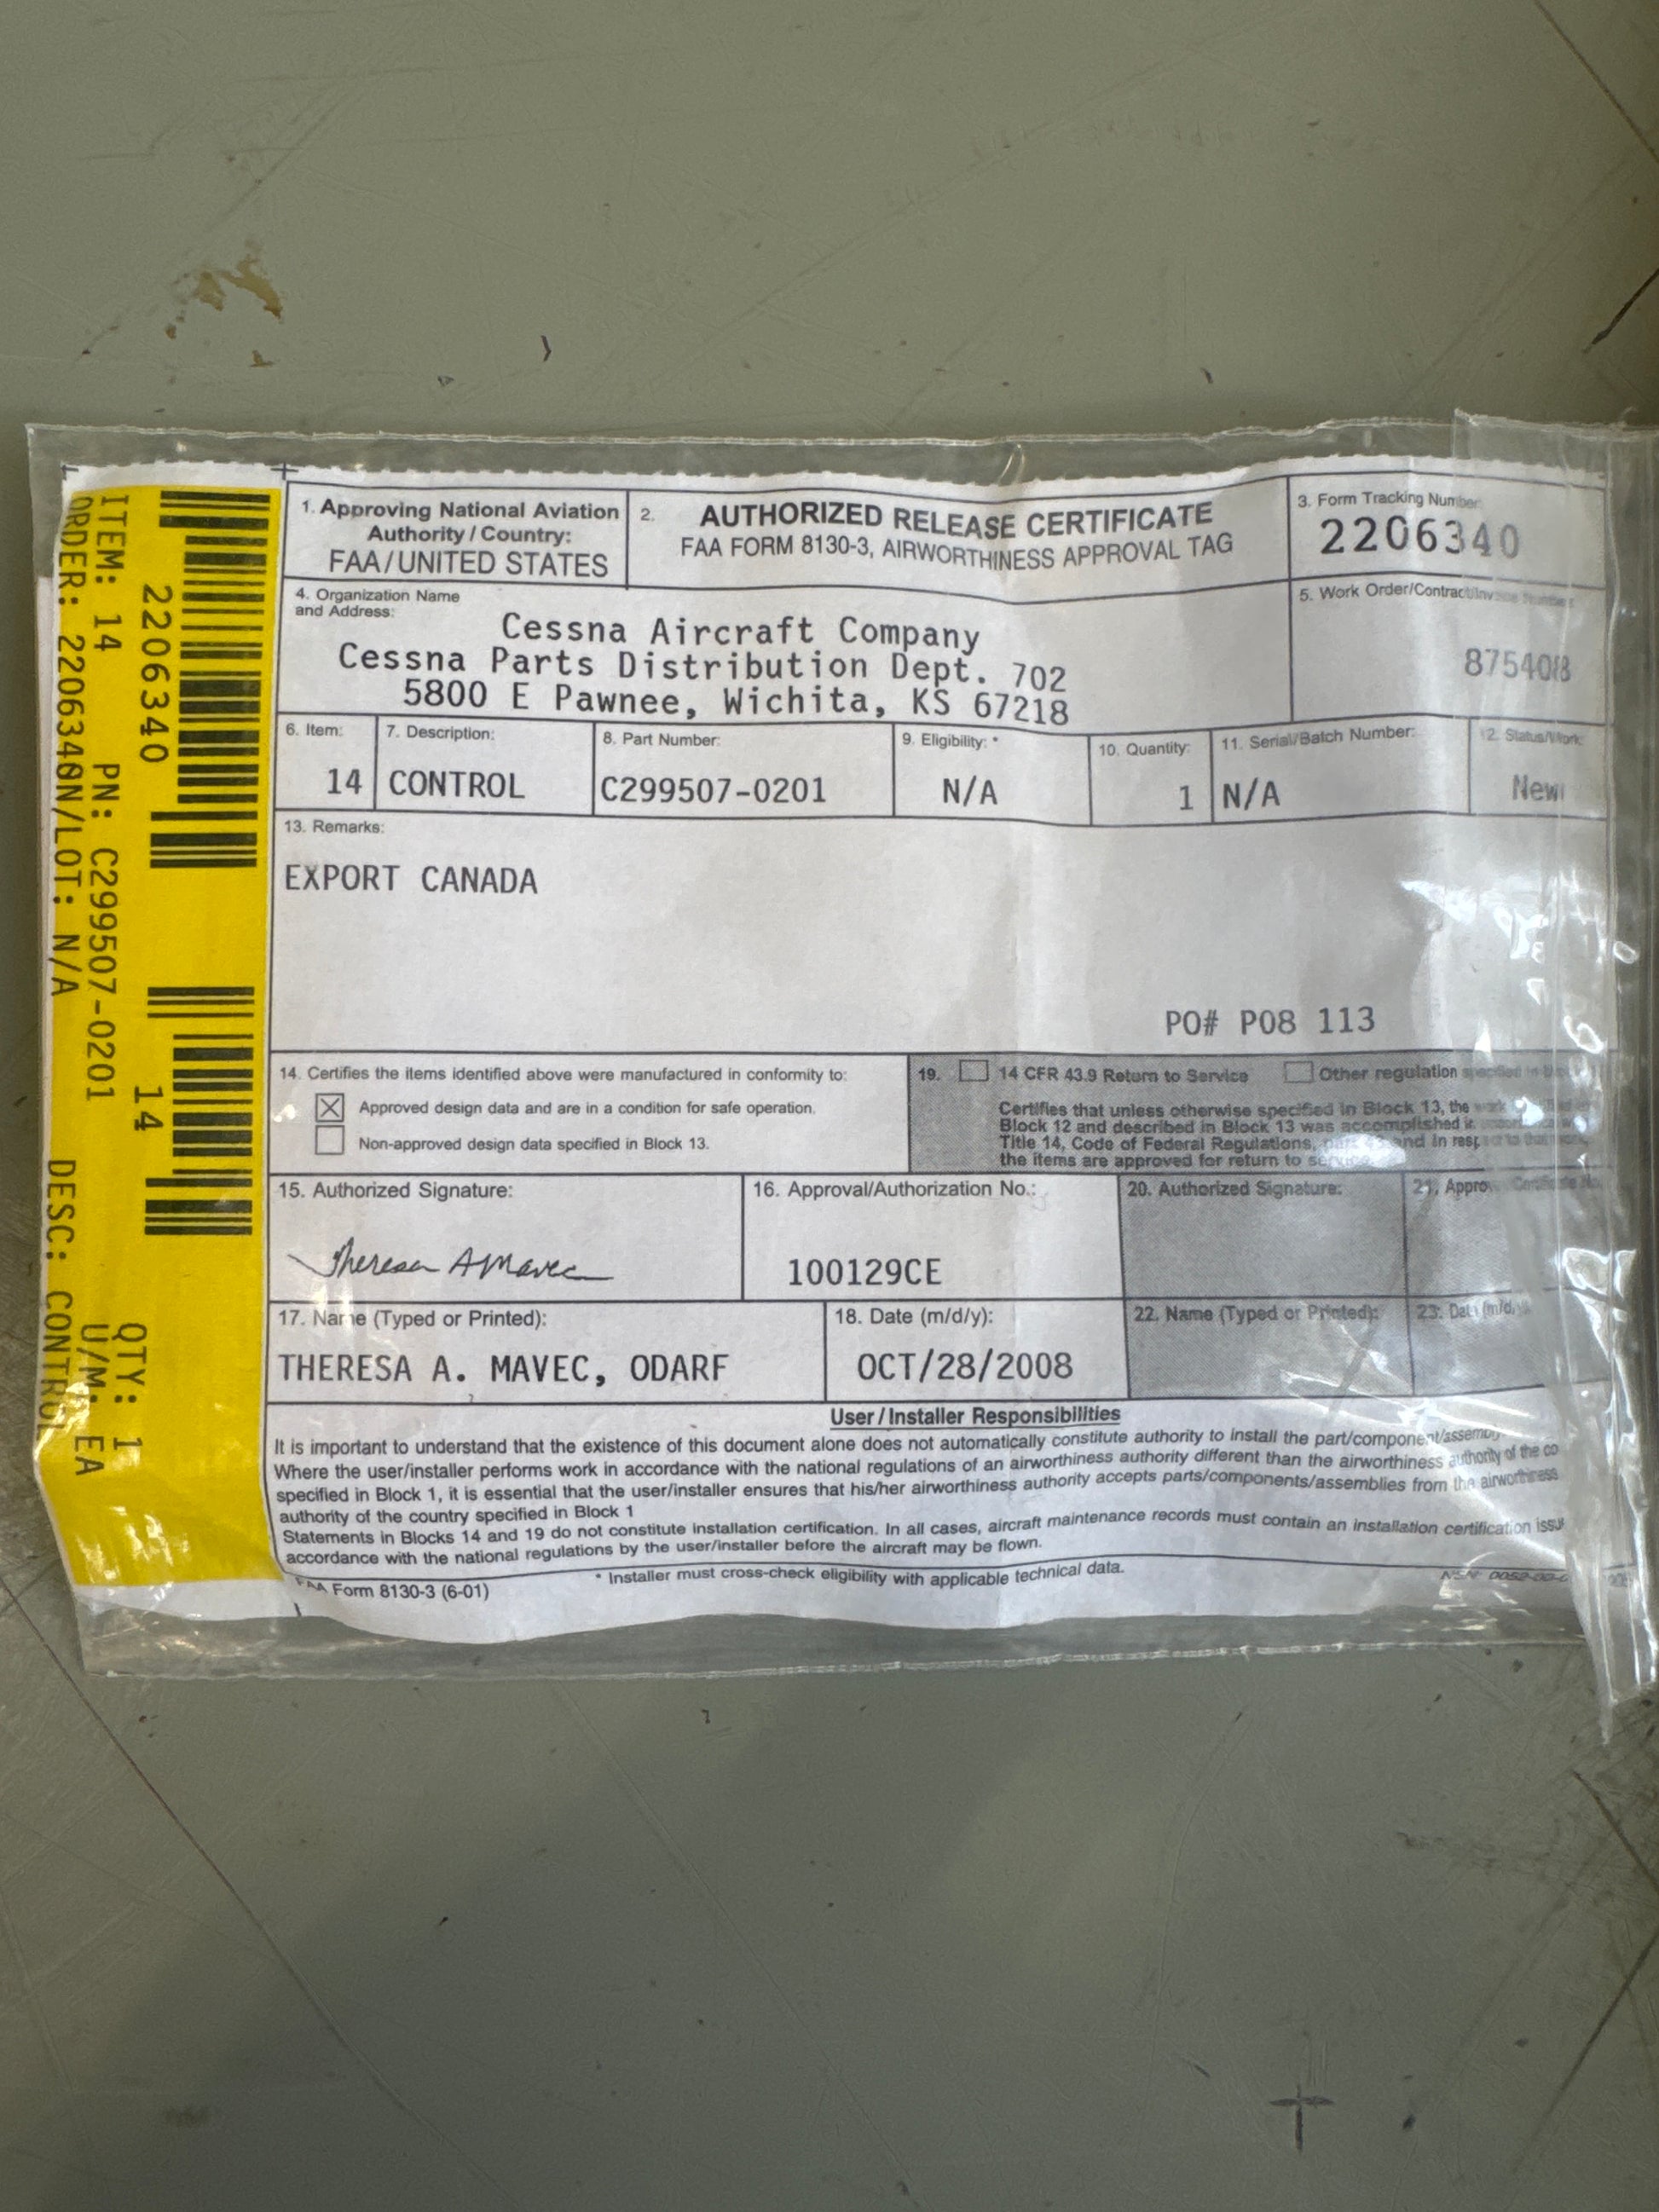 ITEM: 14 PN: C299507-0201 QTY: 1
ORDER: 2206340N/LOT: N/A DESC: CONTROL U/M: EA
2206340 14
1. Approving National Aviation
Authority / Country:
FAA/UNITED STATES
2. AUTHORIZED RELEASE CERTIFICATE
FAA FORM 8130-3, AIRWORTHINESS APPROVAL TAG
3. Form Tracking Number:
2206340
4. Organization Name
and Address:
Cessna Aircraft Company
Cessna Parts Distribution Dept. 702
5800 E Pawnee, Wichita, KS 67218
5. Work Order/Contract/Invoice Number:
6. Item:
14
7. Description:
CONTROL
8. Part Number:
C299507-0201
9. Eligibility: *
N/A
10. Quantity:
1
11. Serial/Batch Number:
N/A
12. Status/Work:
New
13. Remarks:
EXPORT CANADA
PO# P08 113
14. Certifies the items identified above were manufactured in conformity to:
Approved design data and are in a condition for safe operation.
Non-approved design data specified in Block 13.
19. 14 CFR 43.9 Return to Service Other regulation specified in
Certifies that unless otherwise specified in Block 13, the work
Block 12 and described in Block 13 was accomplished in
Title 14, Code of Federal Regulations, and in respect to that work,
the items are approved for return to service.
15. Authorized Signature:
Theresa A Mavec
16. Approval/Authorization No.:
100129CE
20. Authorized Signature:
21. Certificate No.
17. Name (Typed or Printed):
THERESA A. MAVEC, ODARF
18. Date (m/d/y):
OCT/28/2008
22. Name (Typed or Printed):
23. Date (m/d/y):
User / Installer Responsibilities
It is important to understand that the existence of this document alone does not automatically constitute authority to install the part/component/assembly
Where the user/installer performs work in accordance with the national regulations of an airworthiness authority different than the airworthiness authority of the co
specified in Block 1, it is essential that the user/installer ensures that his/her airworthiness authority accepts parts/components/assemblies from the airworthiness
authority of the country specified in Block 1
Statements in Blocks 14 and 19 do not constitute installation certification. In all cases, aircraft maintenance records must contain an installation certification issu
accordance with the national regulations by the user/installer before the aircraft may be flown.
FAA Form 8130-3 (6-01)
* Installer must cross-check eligibility with applicable technical data.